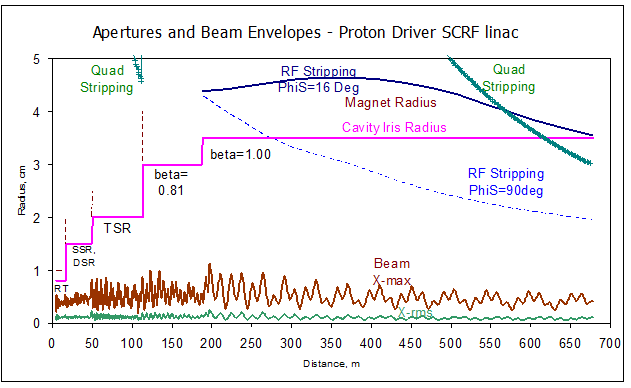 Apertures and Beam Envelopes - Proton Driver SCRF linac
5
4
3
2
1
0
Radius, cm
Quad
Stripping
RF Stripping
PhiS=16 Deg
Quad
Stripping
Magnet Radius
Cavity Iris Radius
beta=1.00
beta=
0.81
RF Stripping
PhiS=90deg
TSR
SSR,
DSR
RT
Beam
X-max
X-rms
0 50 100 150 200 250 300 350 400 450 500 550 600 650 700
Distance, m